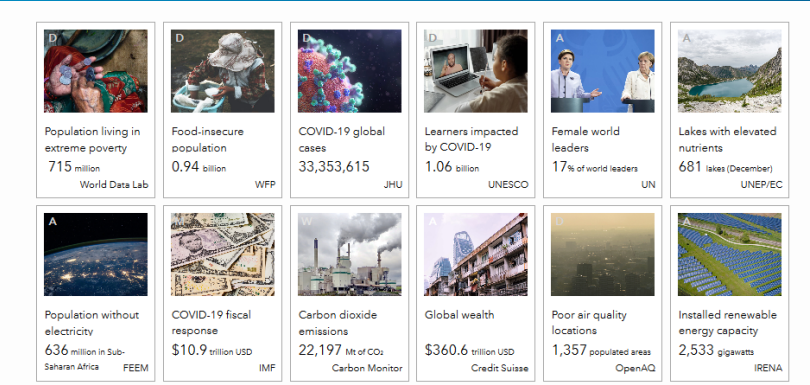 D
D
D
D
A
A
Population living in
extreme poverty
715 million
World Data Lab
Food-insecure
population
0.94 billion
WFP
COVID-19 global
cases
33,353,615
JHU
Learners impacted
by COVID-19
1.06 billion
UNESCO
Female world
leaders
17% of world leaders
UN
Lakes with elevated
nutrients
681 lakes (December)
UNEP/EC
A
W
A
D
A
Population without
electricity
636 million in Sub-
Saharan Africa
FEEM
COVID-19 fiscal
response
$10.9 trillion USD
IMF
Carbon dioxide
emissions
22,197 Mt of CO₂
Carbon Monitor
Global wealth
$360.6 trillion USD
Credit Suisse
Poor air quality
locations
1,357 populated areas
OpenAQ
Installed renewable
energy capacity
2,533 gigawatts
IRENA